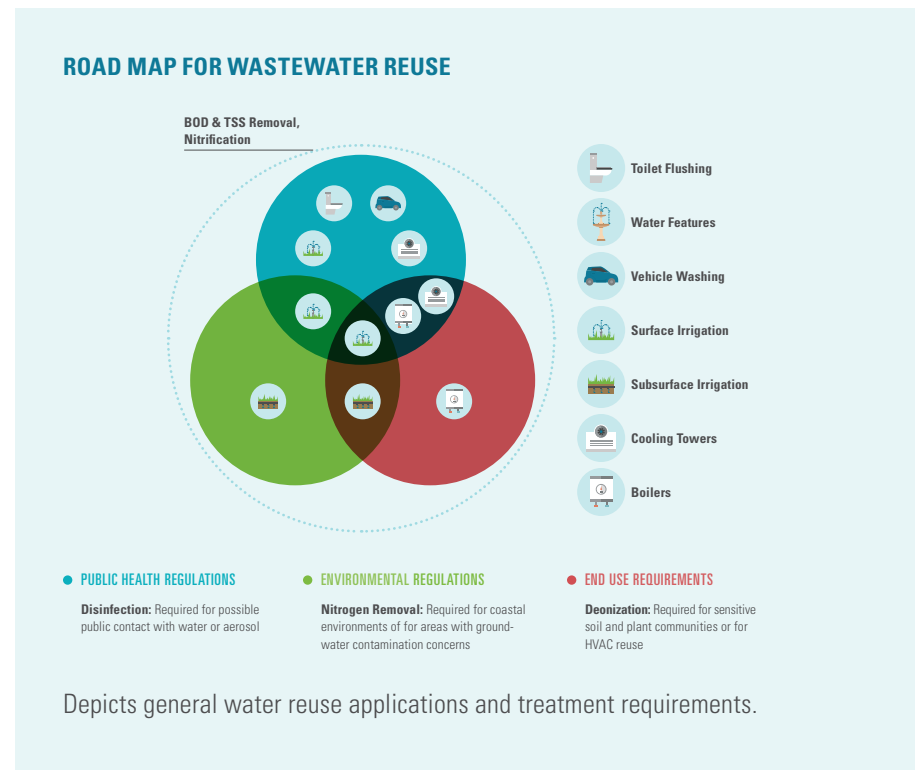 ROAD MAP FOR WASTEWATER REUSE
BOD & TSS Removal,
Nitrification
Toilet Flushing
Water Features
Vehicle Washing
Surface Irrigation
Subsurface Irrigation
Cooling Towers
Boilers
PUBLIC HEALTH REGULATIONS
Disinfection: Required for possible
public contact with water or aerosol
ENVIRONMENTAL REGULATIONS
Nitrogen Removal: Required for coastal
environments of for areas with ground-
water contamination concerns
END USE REQUIREMENTS
Deonization: Required for sensitive
soil and plant communities or for
HVAC reuse
Depicts general water reuse applications and treatment requirements.